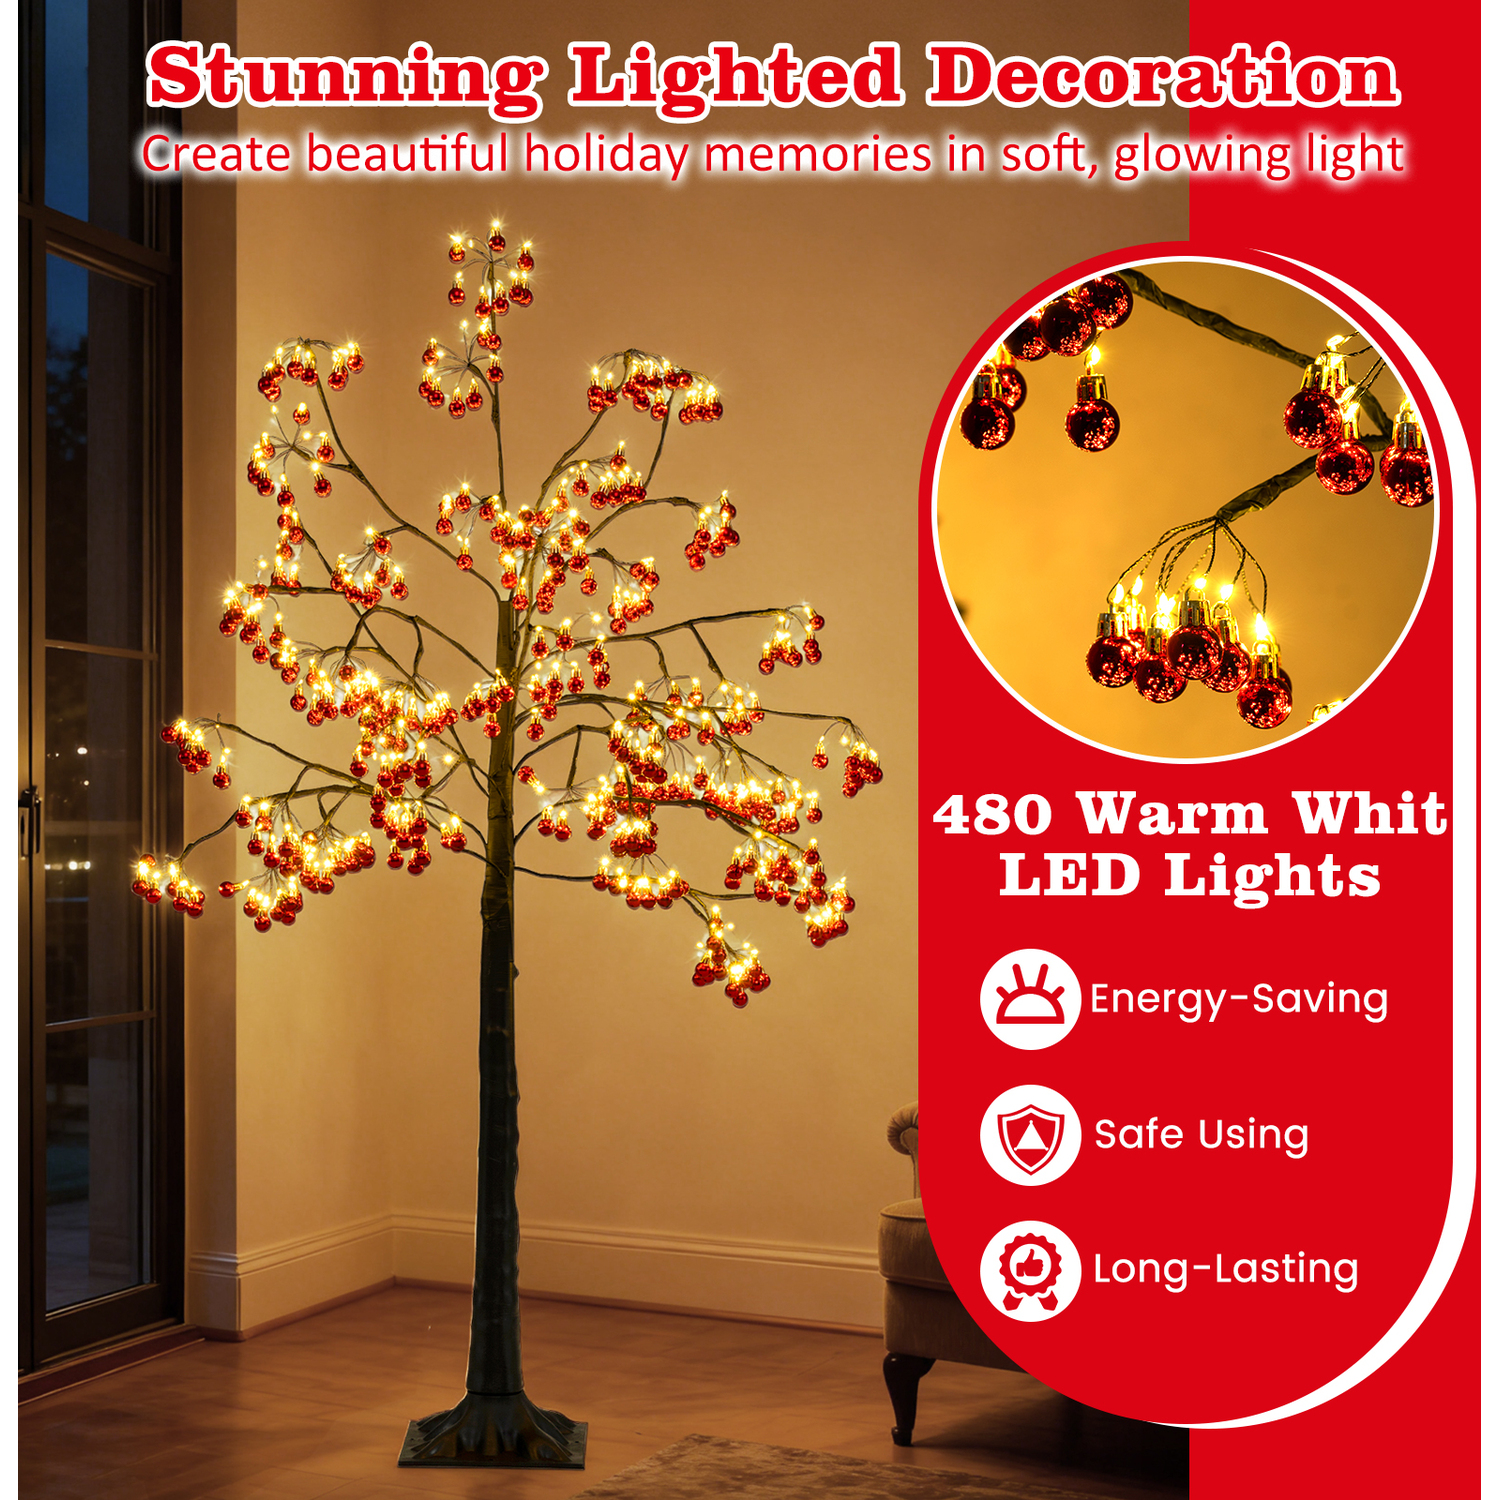 Stunning Lighted Decoration
Create beautiful holiday memories in soft, glowing light
480 Warm Whit
LED Lights
Energy-Saving
Safe Using
Long-Lasting